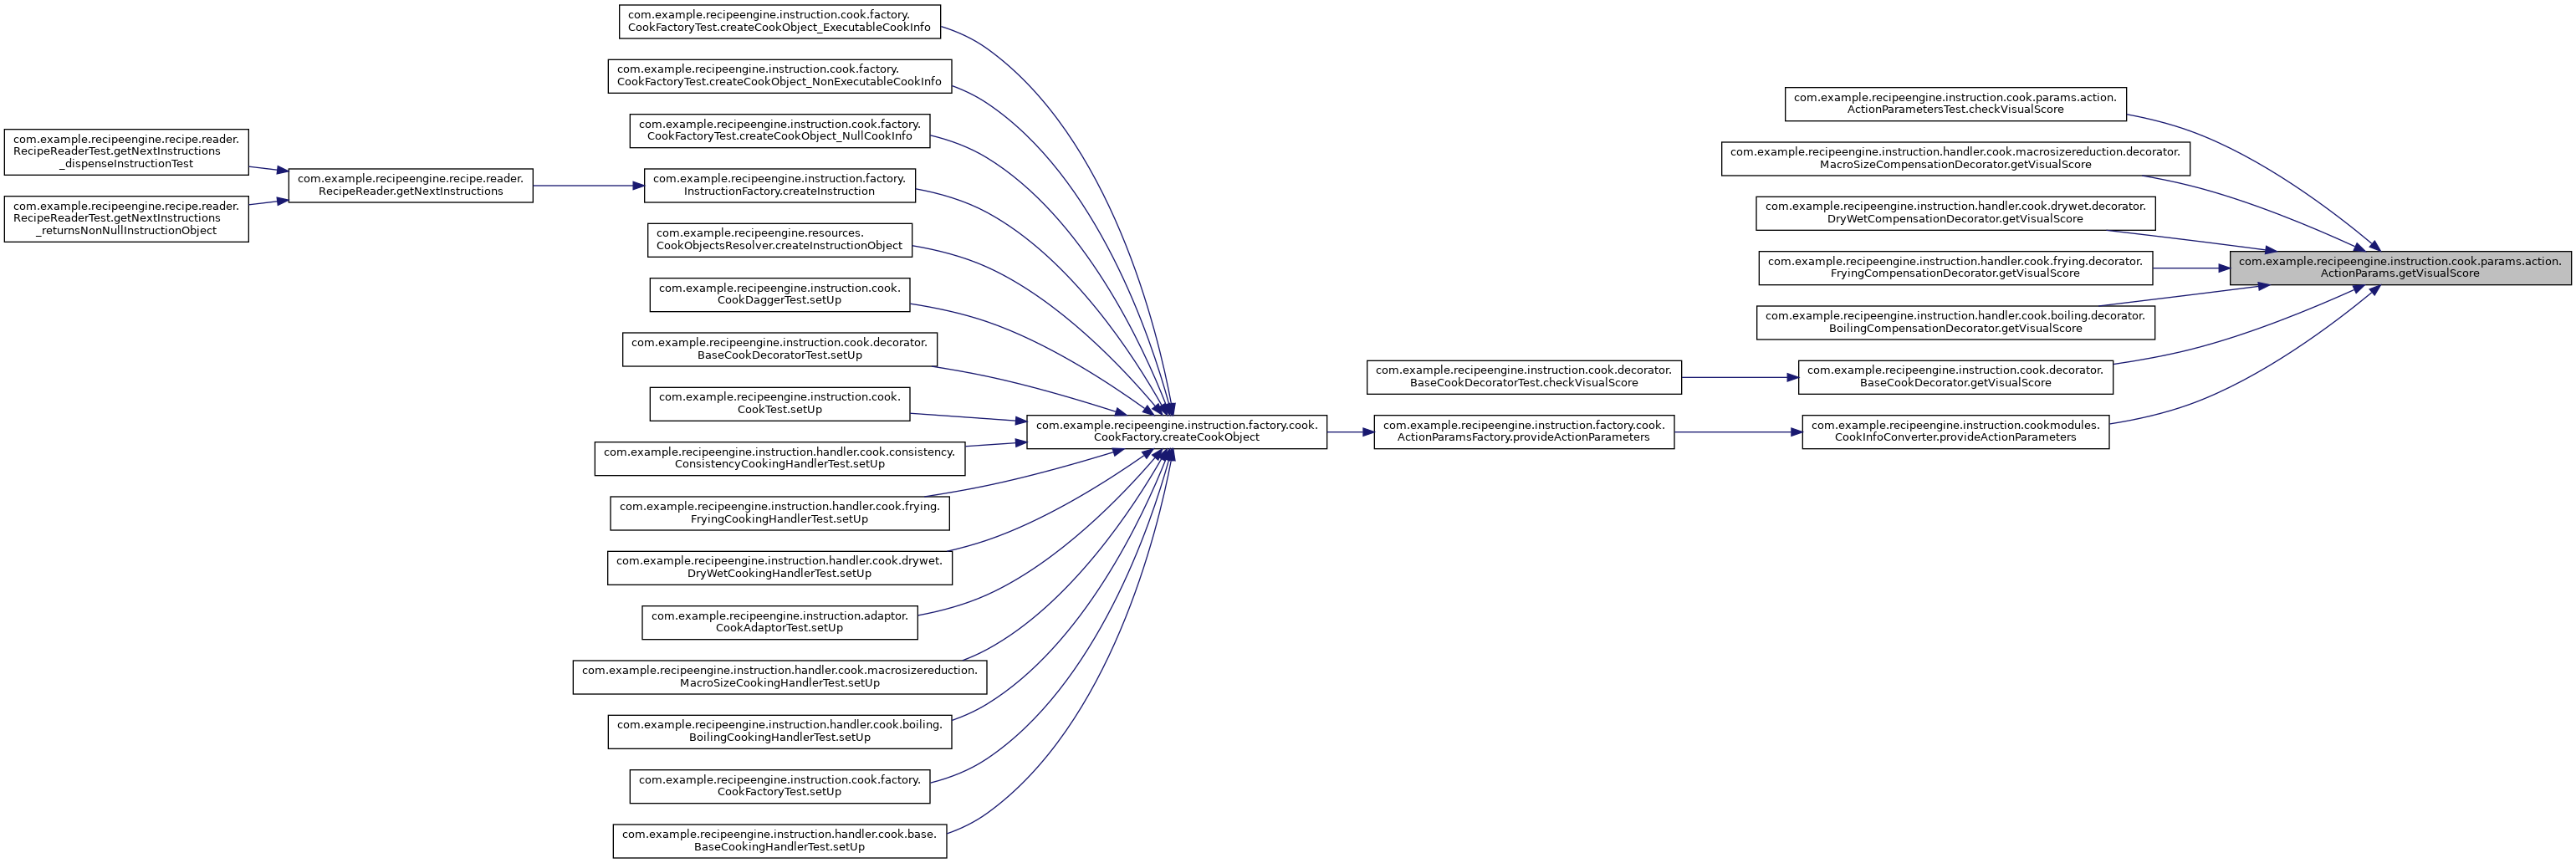 com.example.recipeengine.instruction.cook.factory.
CookFactoryTest.createCookObject_ExecutableCookInfo
com.example.recipeengine.instruction.cook.factory.
CookFactoryTest.createCookObject_NonExecutableCookInfo
com.example.recipeengine.instruction.cook.factory.
CookFactoryTest.createCookObject_NullCookInfo
com.example.recipeengine.recipe.reader.
RecipeReaderTest.getNextInstructions
_dispenseInstructionTest
com.example.recipeengine.recipe.reader.
RecipeReaderTest.getNextInstructions
_returnsNonNullInstructionObject
com.example.recipeengine.recipe.reader.
RecipeReader.getNextInstructions
com.example.recipeengine.instruction.factory.
InstructionFactory.createInstruction
com.example.recipeengine.resources.
CookObjectsResolver.createInstructionObject
com.example.recipeengine.instruction.cook.
CookDaggerTest.setUp
com.example.recipeengine.instruction.cook.decorator.
BaseCookDecoratorTest.setUp
com.example.recipeengine.instruction.cook.
CookTest.setUp
com.example.recipeengine.instruction.handler.cook.consistency.
ConsistencyCookingHandlerTest.setUp
com.example.recipeengine.instruction.handler.cook.frying.
FryingCookingHandlerTest.setUp
com.example.recipeengine.instruction.handler.cook.drywet.
DryWetCookingHandlerTest.setUp
com.example.recipeengine.instruction.adaptor.
CookAdaptorTest.setUp
com.example.recipeengine.instruction.handler.cook.macrosizereduction.
MacroSizeCookingHandlerTest.setUp
com.example.recipeengine.instruction.handler.cook.boiling.
BoilingCookingHandlerTest.setUp
com.example.recipeengine.instruction.cook.factory.
CookFactoryTest.setUp
com.example.recipeengine.instruction.handler.cook.base.
BaseCookingHandlerTest.setUp
com.example.recipeengine.instruction.factory.cook.
CookFactory.createCookObject
com.example.recipeengine.instruction.cook.decorator.
BaseCookDecoratorTest.checkVisualScore
com.example.recipeengine.instruction.factory.cook.
ActionParamsFactory.provideActionParameters
com.example.recipeengine.instruction.cook.params.action.
ActionParametersTest.checkVisualScore
com.example.recipeengine.instruction.handler.cook.macrosizereduction.decorator.
MacroSizeCompensationDecorator.getVisualScore
com.example.recipeengine.instruction.handler.cook.drywet.decorator.
DryWetCompensationDecorator.getVisualScore
com.example.recipeengine.instruction.handler.cook.frying.decorator.
FryingCompensationDecorator.getVisualScore
com.example.recipeengine.instruction.handler.cook.boiling.decorator.
BoilingCompensationDecorator.getVisualScore
com.example.recipeengine.instruction.cook.decorator.
BaseCookDecorator.getVisualScore
com.example.recipeengine.instruction.cookmodules.
CookInfoConverter.provideActionParameters
com.example.recipeengine.instruction.cook.params.action.
ActionParams.getVisualScore